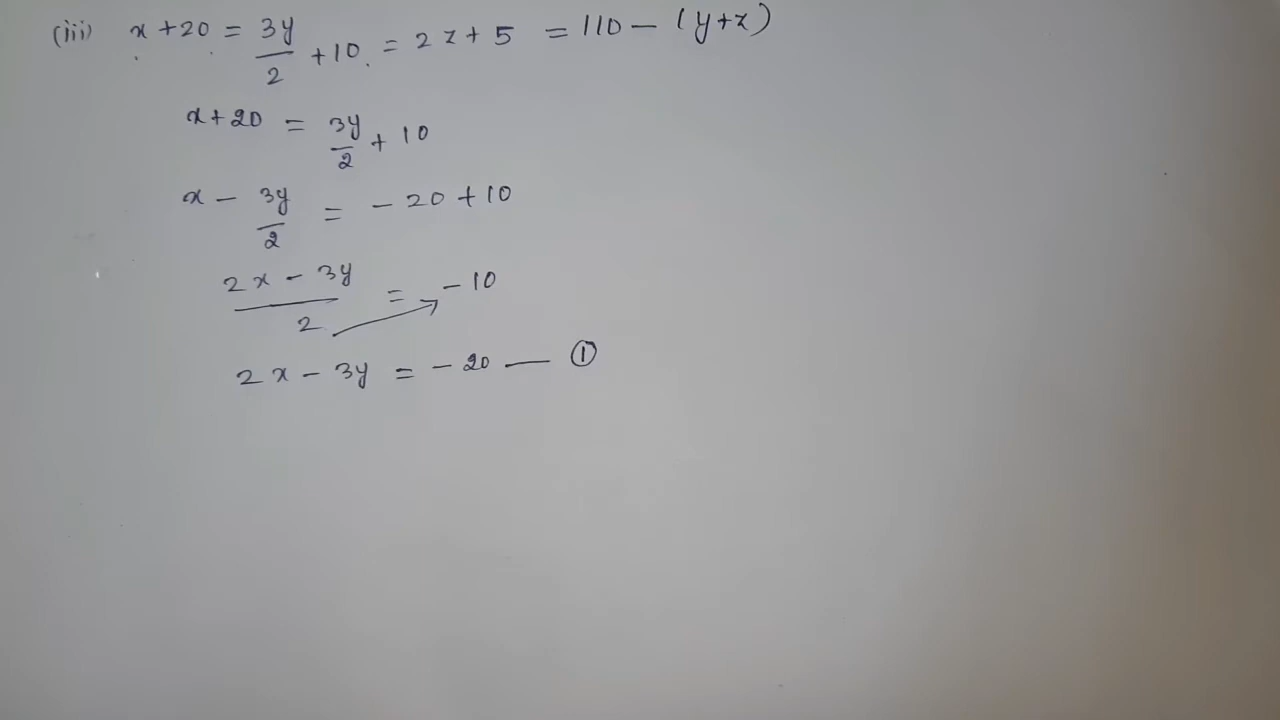 (iii) x + 20 = 3y/2 + 10 = 2z + 5 = 110 - (y+z)
x + 20 = 3y/2 + 10
x - 3y/2 = - 20 + 10
2x - 3y/2 = - 10
2x - 3y = - 20 — ①